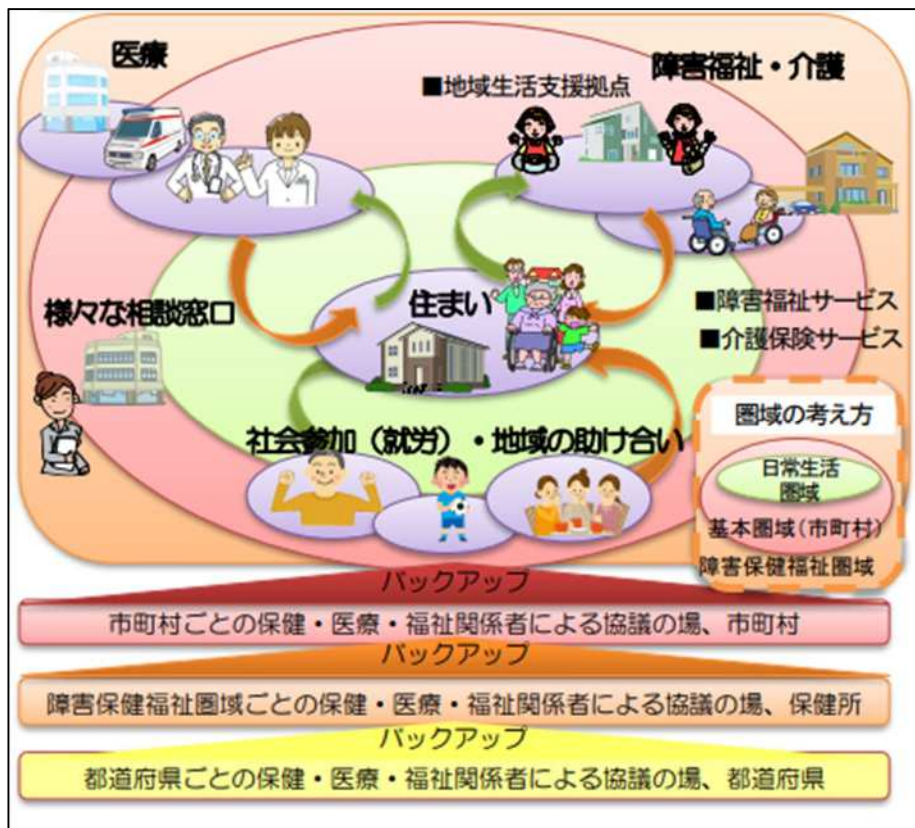 医療
障害福祉・介護
■地域生活支援拠点
様々な相談窓口
住まい
■障害福祉サービス
■介護保険サービス
社会参加（就労）・地域の助け合い
圏域の考え方
日常生活
圏域
基本圏域（市町村）
障害保健福祉圏域
バックアップ
市町村ごとの保健・医療・福祉関係者による協議の場、市町村
バックアップ
障害保健福祉圏域ごとの保健・医療・福祉関係者による協議の場、保健所
バックアップ
都道府県ごとの保健・医療・福祉関係者による協議の場、都道府県